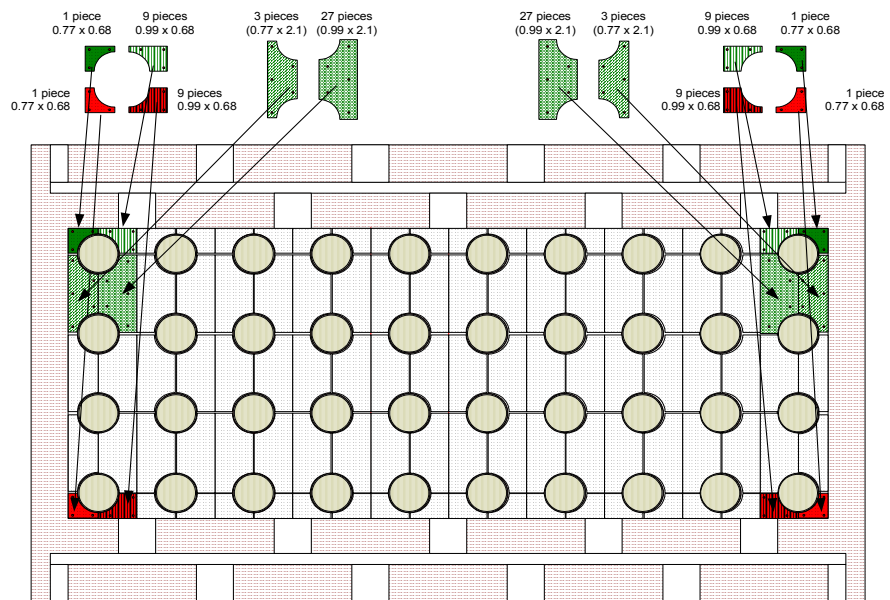 1 piece
0.77 x 0.68
9 pieces
0.99 x 0.68
3 pieces
(0.77 x 2.1)
27 pieces
(0.99 x 2.1)
27 pieces
(0.99 x 2.1)
3 pieces
(0.77 x 2.1)
9 pieces
0.99 x 0.68
1 piece
0.77 x 0.68
1 piece
0.77 x 0.68
9 pieces
0.99 x 0.68
9 pieces
0.99 x 0.68
1 piece
0.77 x 0.68